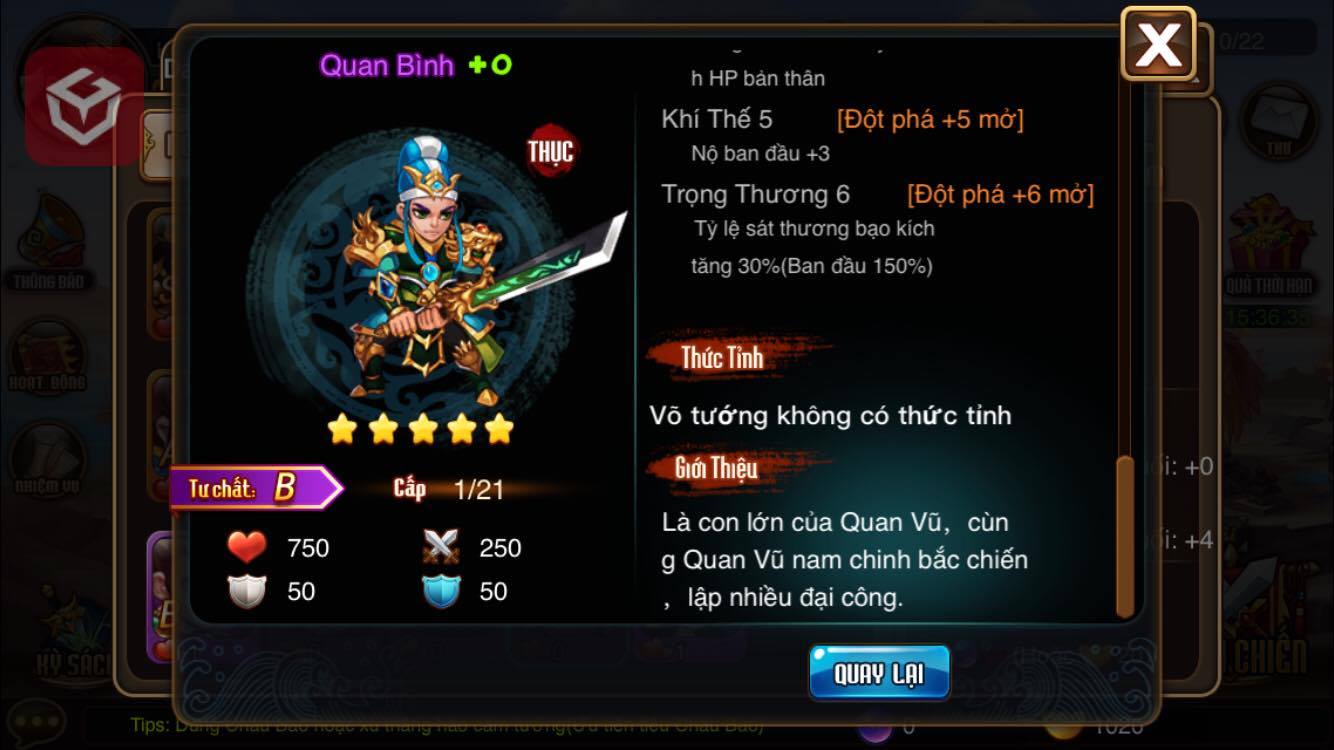 Quan Bình +0
THỤC
Tư chất: B
Cấp 1/21
750
250
50
50
h HP bản thân
Khí Thế 5 [Đột phá +5 mở]
Nộ ban đầu +3
Trọng Thương 6 [Đột phá +6 mở]
Tỷ lệ sát thương bạo kích
tăng 30%(Ban đầu 150%)
Thức Tỉnh
Võ tướng không có thức tỉnh
Giới Thiệu
Là con lớn của Quan Vũ, cùn
g Quan Vũ nam chinh bắc chiến
, lập nhiều đại công.
QUAY LẠI
X
0/22
THƯ
THÔNG BÁO
HOẠT ĐỘNG
NHIỆM VỤ
QUÀ THỜI HẠN
15:36:35
ối: +0
ối: +4
CHIẾN
Tips:
0
1020